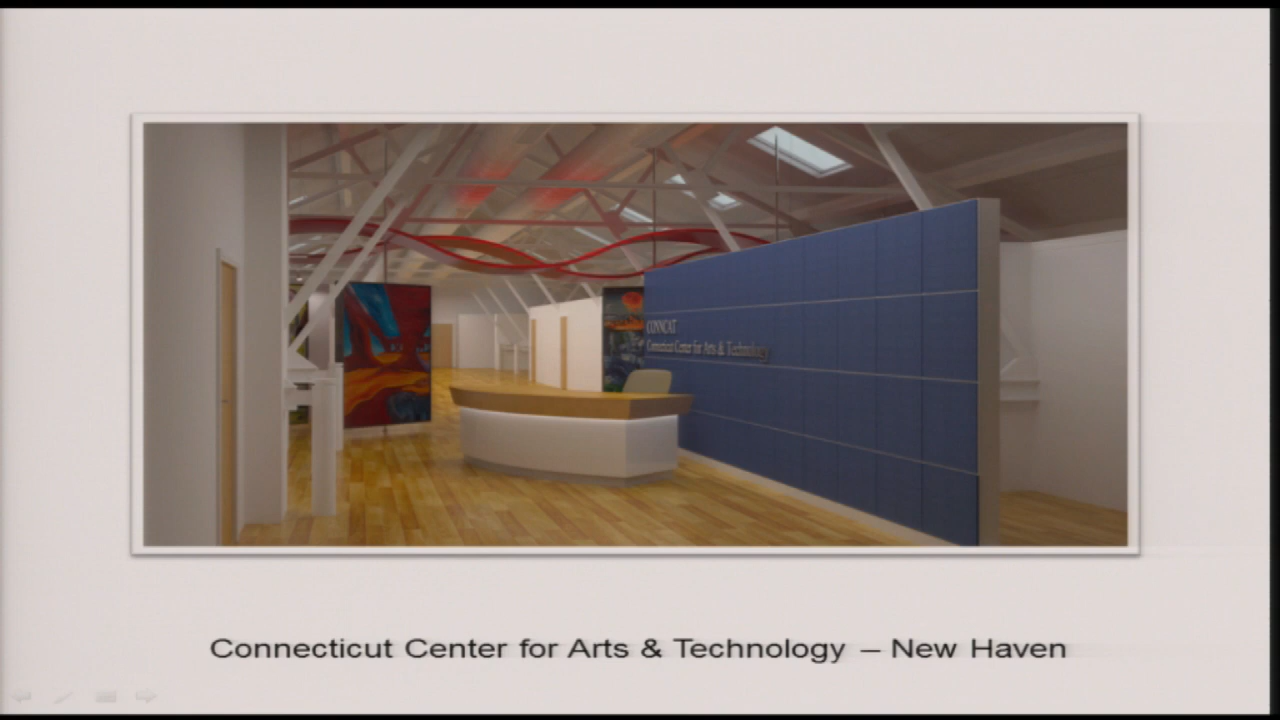 CONNCAT
Connecticut Center for Arts & Technology
Connecticut Center for Arts & Technology – New Haven